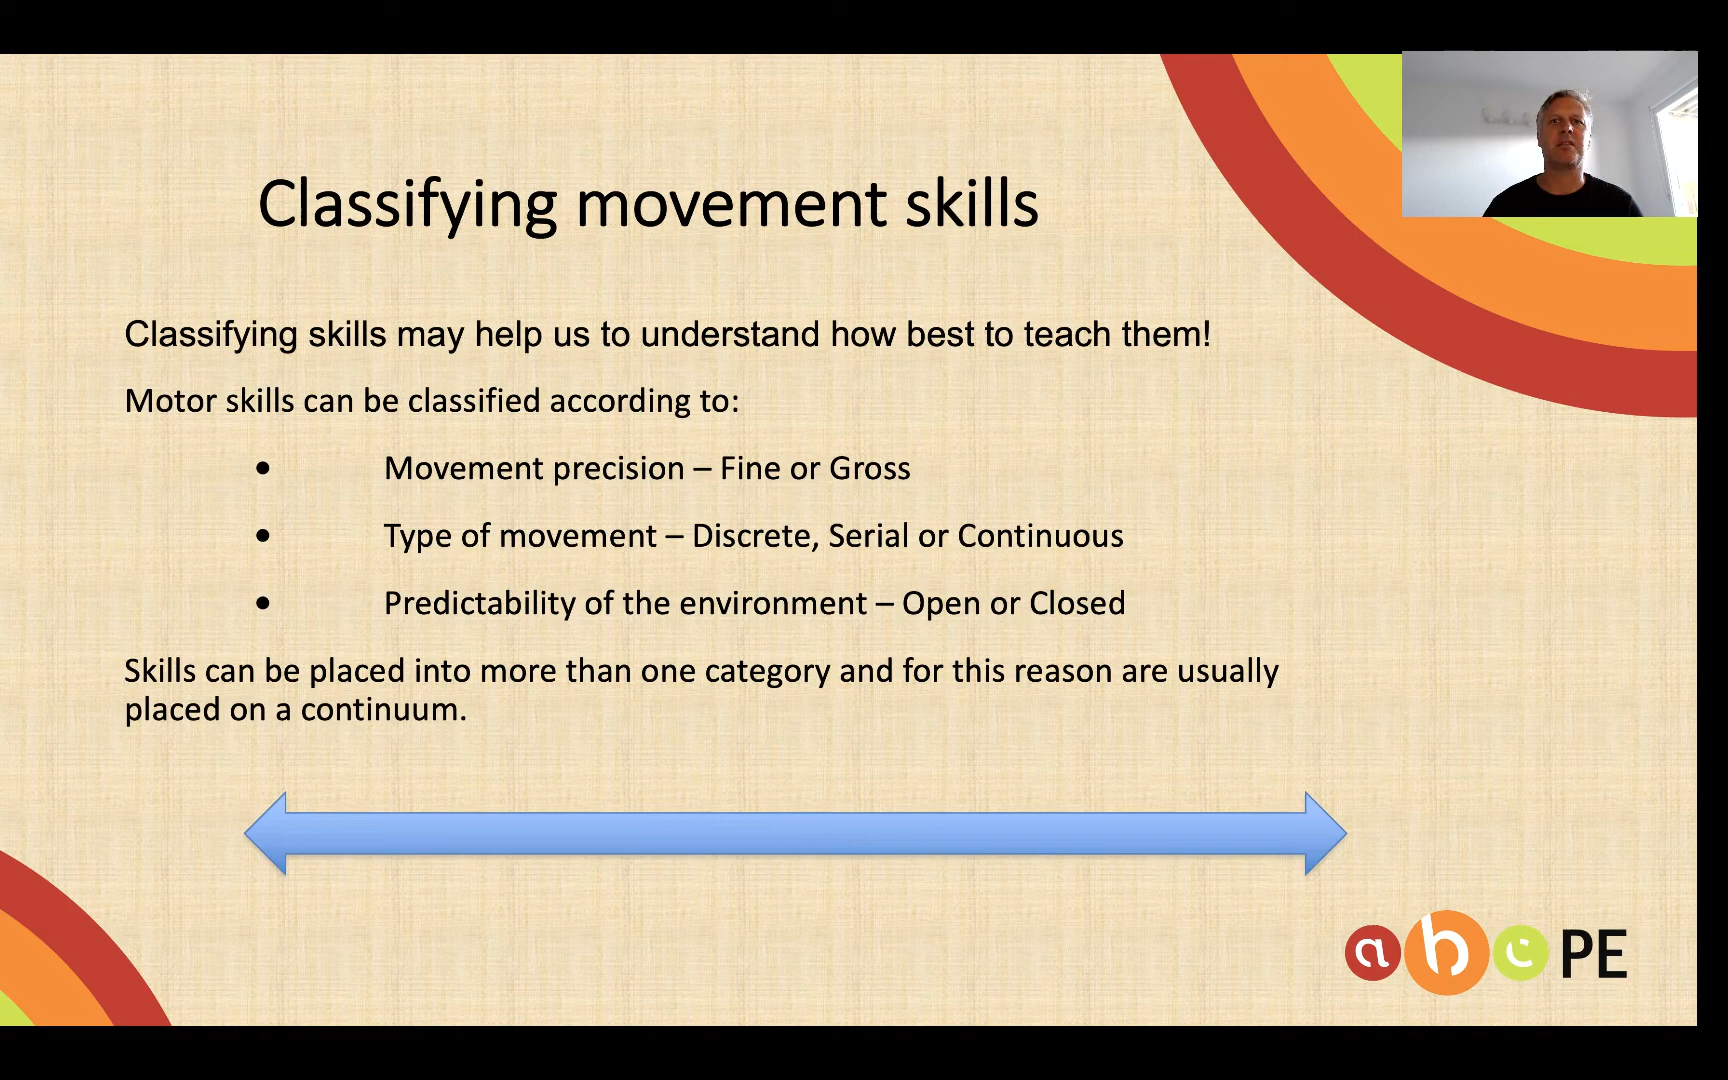 Classifying movement skills
Classifying skills may help us to understand how best to teach them!
Motor skills can be classified according to:
• Movement precision – Fine or Gross
• Type of movement – Discrete, Serial or Continuous
• Predictability of the environment – Open or Closed
Skills can be placed into more than one category and for this reason are usually
placed on a continuum.
abc PE